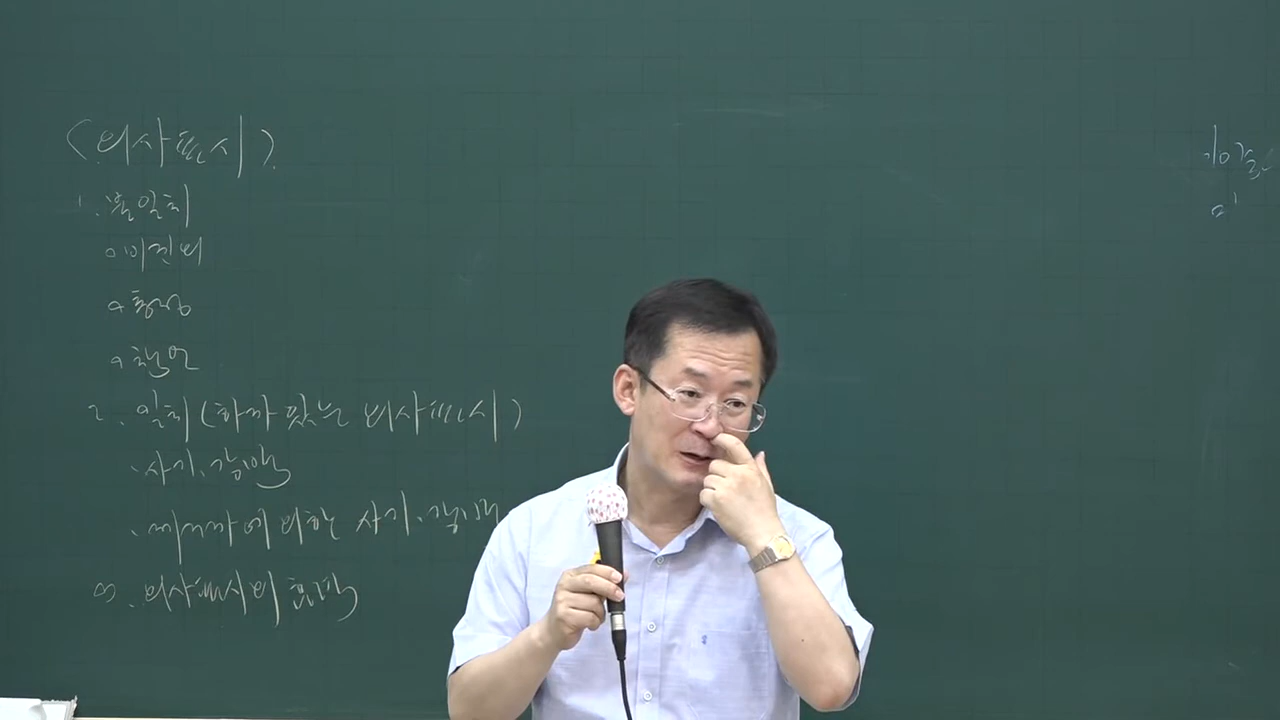 <의사표시>
1. 불일치
o 비진의
o 통정
o 착오
2. 일치 (하자 있는 의사표시)
· 사기, 강박
· 제3자에 의한 사기, 강박
3. 의사표시의 효력